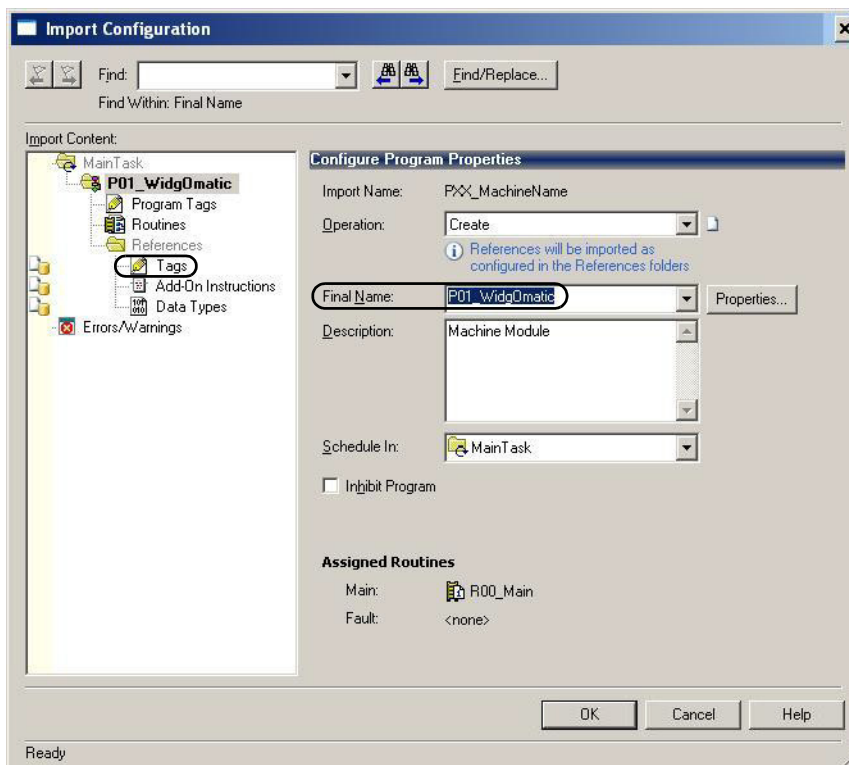 Import Configuration
Find:
Find/Replace...
Find Within: Final Name
Import Content:
MainTask
P01_WidgOmatic
Program Tags
Routines
References
Tags
Add-On Instructions
Data Types
Errors/Warnings
Configure Program Properties
Import Name: PXX_MachineName
Operation: Create
References will be imported as
configured in the References folders
Final Name: P01_WidgOmatic Properties...
Description: Machine Module
Schedule In: MainTask
Inhibit Program
Assigned Routines
Main: R00_Main
Fault: <none>
OK Cancel Help
Ready